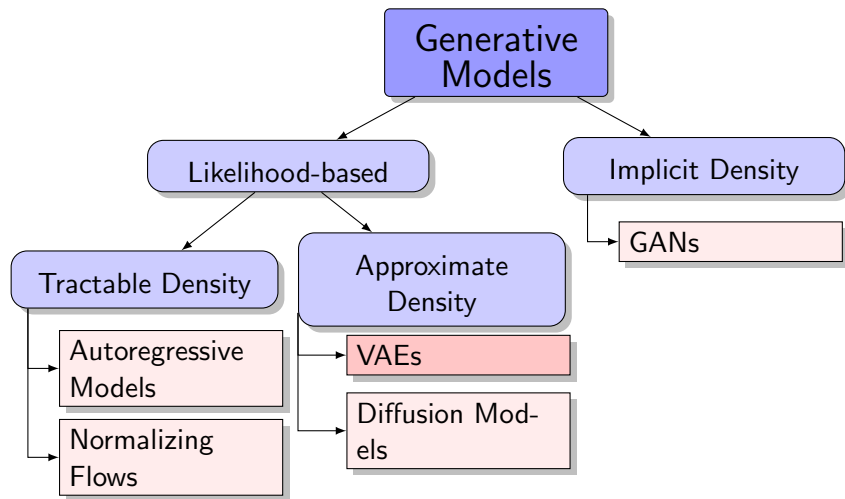 Generative
Models
Likelihood-based
Implicit Density
GANs
Tractable Density
Approximate
Density
Autoregressive
Models
VAEs
Normalizing
Flows
Diffusion Mod-
els